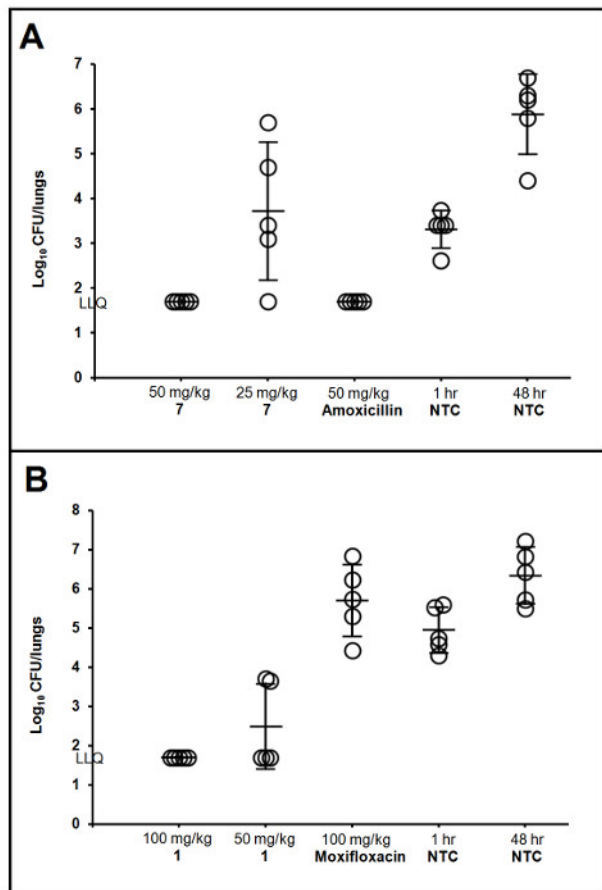 A
7
6
5
4
3
2
1
0
Log₁₀ CFU/lungs
LLQ
50 mg/kg 25 mg/kg 50 mg/kg 1 hr 48 hr
7 7 Amoxicillin NTC NTC
B
8
7
6
5
4
3
2
1
0
Log₁₀ CFU/lungs
LLQ
100 mg/kg 50 mg/kg 100 mg/kg 1 hr 48 hr
1 1 Moxifloxacin NTC NTC